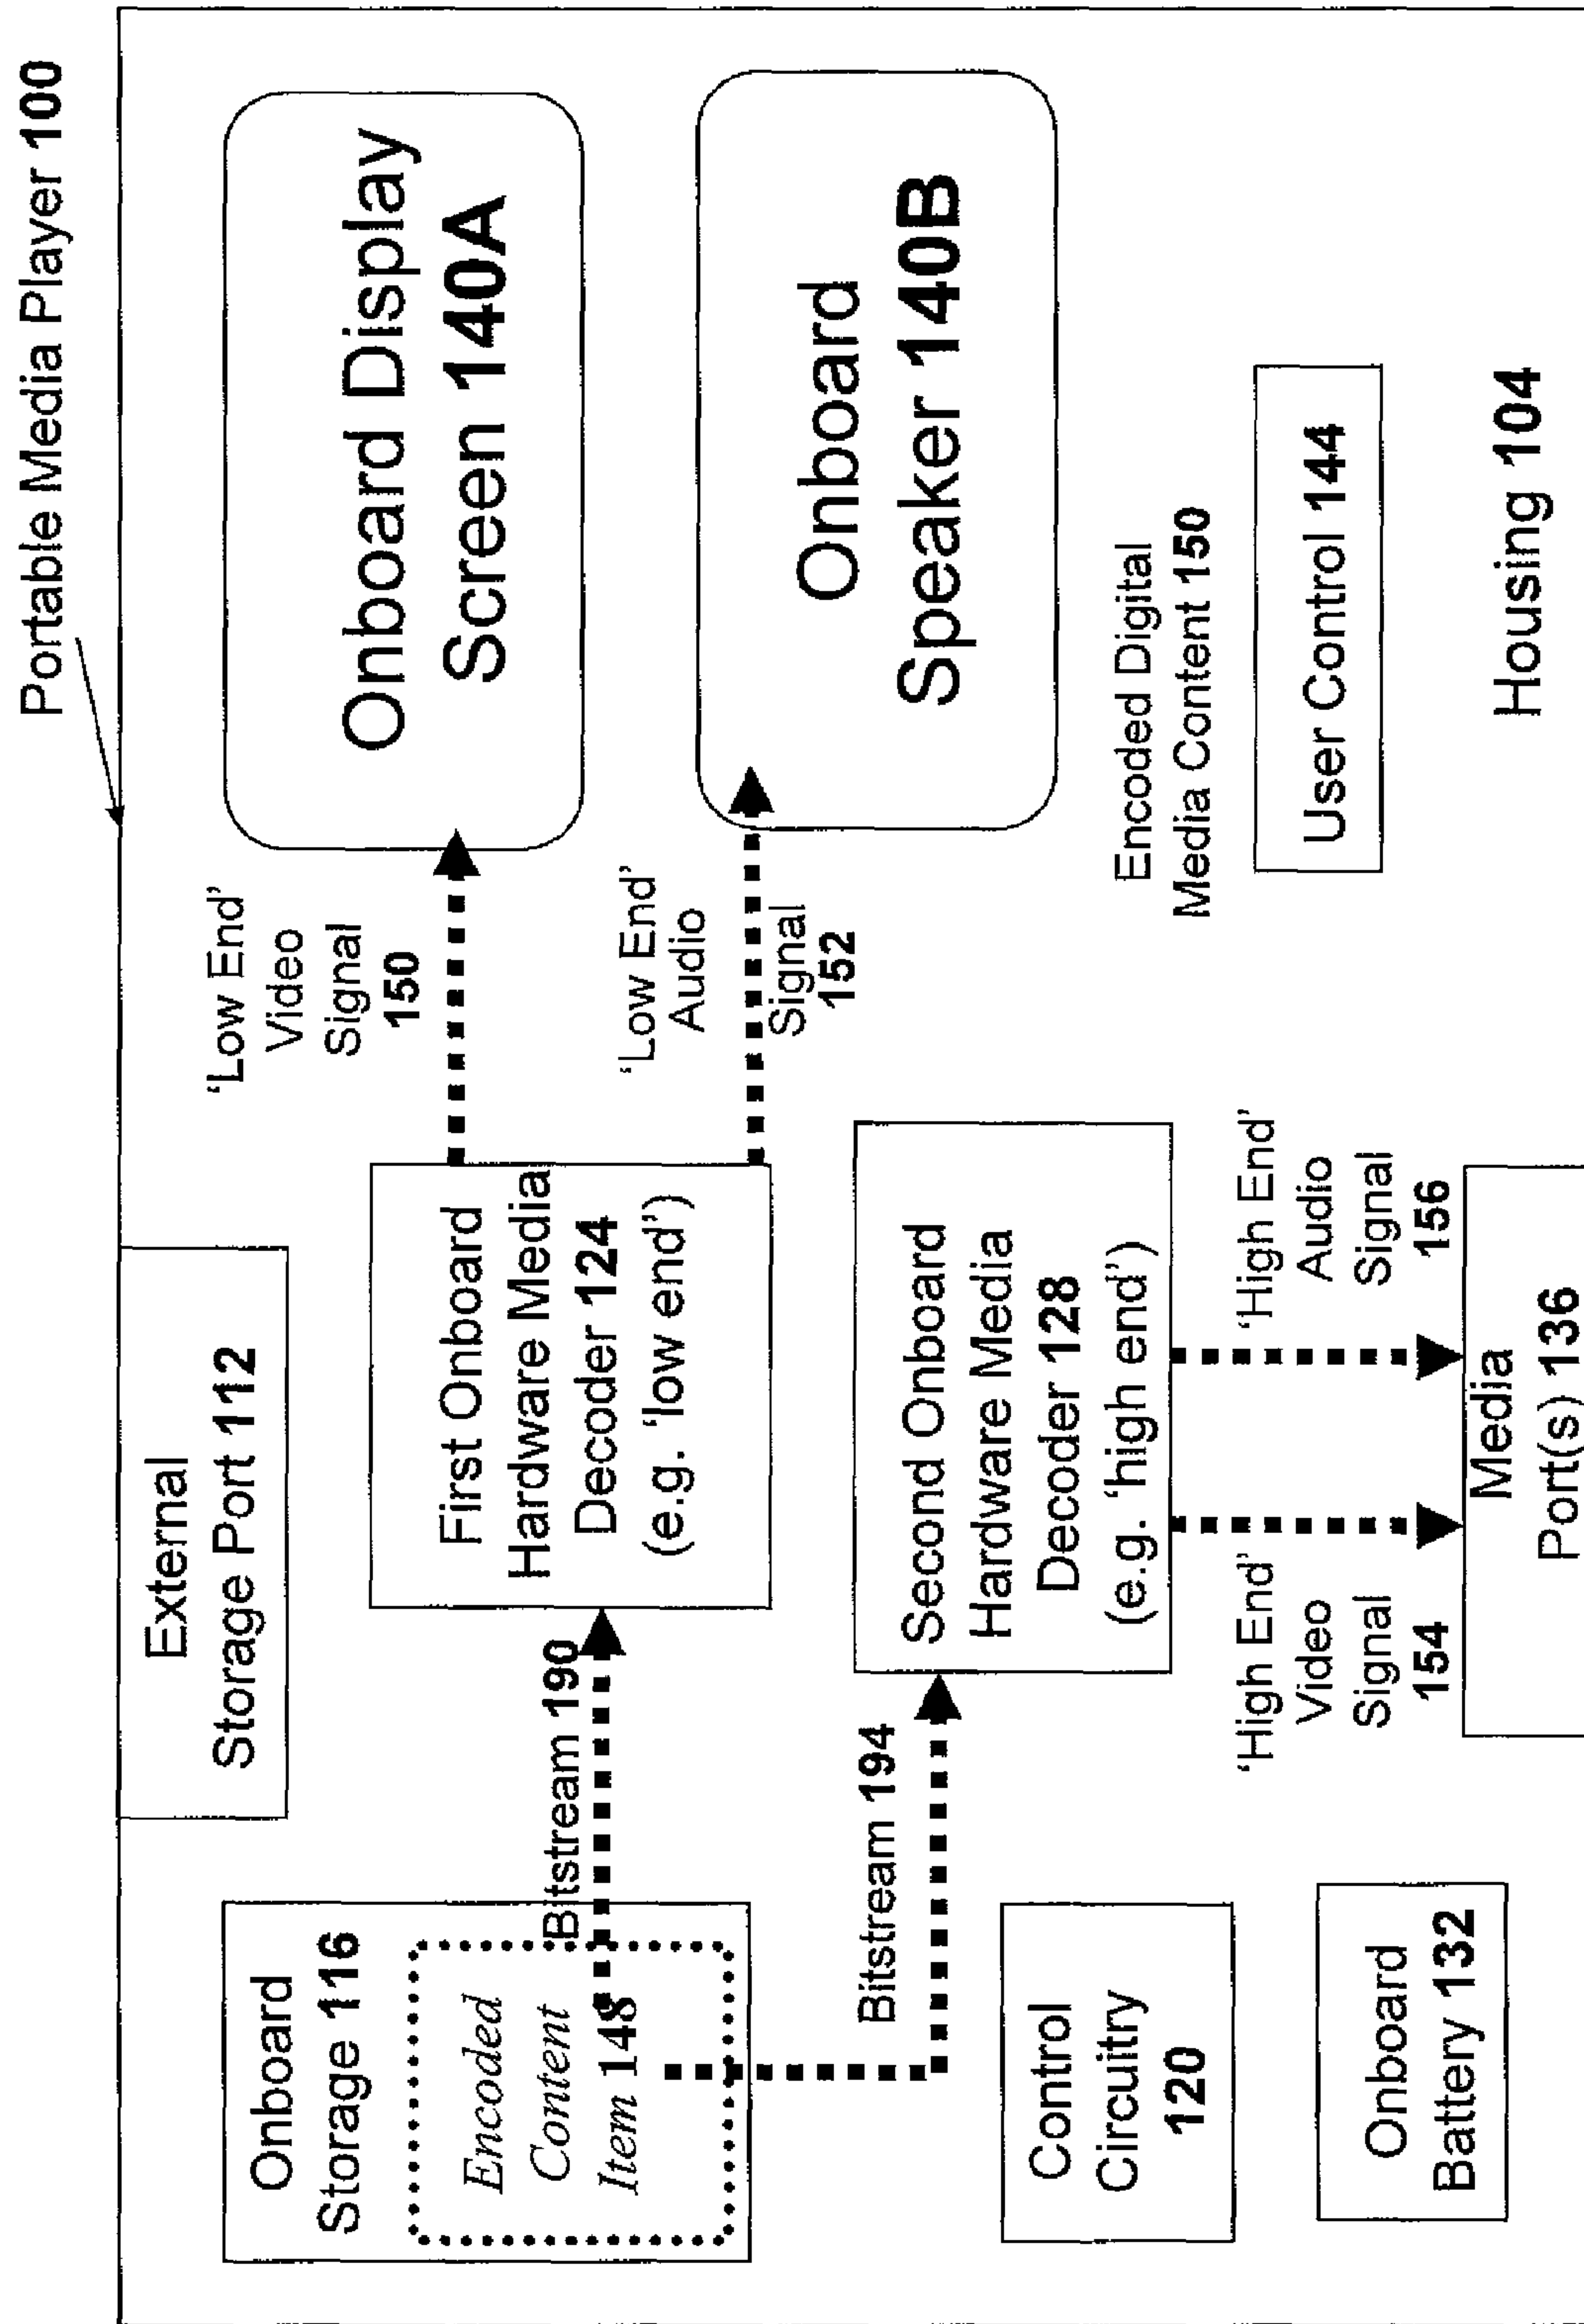 Portable Media Player 100
External
Storage Port 112
Onboard
Storage 116
Encoded
Content
Item 148
Bitstream 190
First Onboard
Hardware Media
Decoder 124
(e.g. 'low end')
'Low End'
Video
Signal
150
Onboard Display
Screen 140A
'Low End'
Audio
Signal
152
Onboard
Speaker 140B
Bitstream 194
Second Onboard
Hardware Media
Decoder 128
(e.g. 'high end')
Encoded Digital
Media Content 150
Control
Circuitry
120
'High End'
Video
Signal
154
'High End'
Audio
Signal
156
User Control 144
Onboard
Battery 132
Media
Port(s) 136
Housing 104